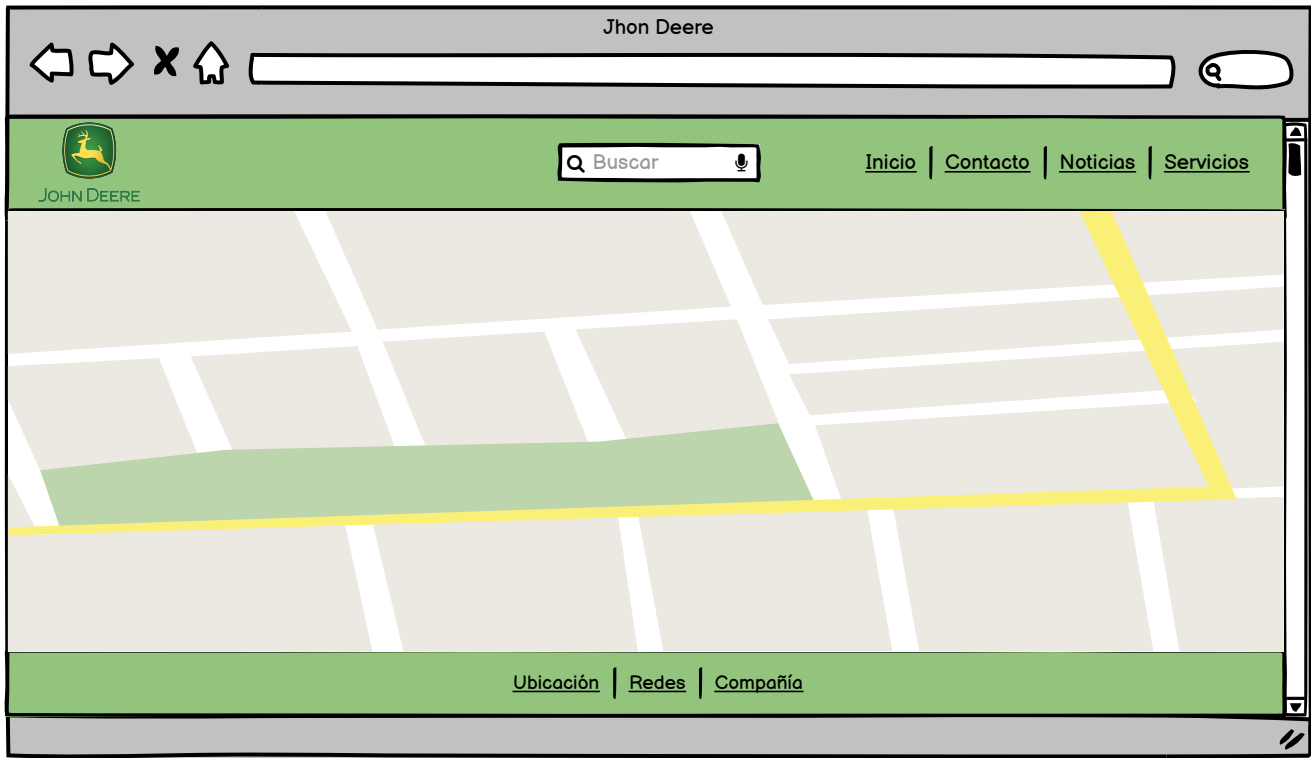 Jhon Deere
Buscar
Inicio Contacto Noticias Servicios
JOHN DEERE
Ubicación Redes Compañía